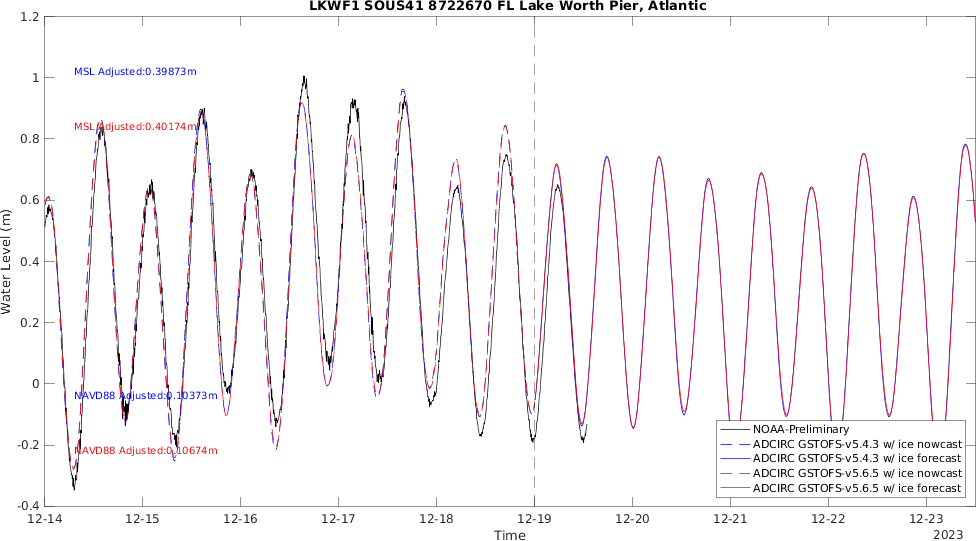 LKWF1 SOUS41 8722670 FL Lake Worth Pier, Atlantic
1.2
1
0.8
0.6
0.4
0.2
0
-0.2
-0.4
Water Level (m)
MSL Adjusted:0.39873m
MSL Adjusted:0.40174m
NAVD88 Adjusted:0.10373m
NAVD88 Adjusted:0.10674m
NOAA-Preliminary
ADCIRC GSTOFS-v5.4.3 w/ ice nowcast
ADCIRC GSTOFS-v5.4.3 w/ ice forecast
ADCIRC GSTOFS-v5.6.5 w/ ice nowcast
ADCIRC GSTOFS-v5.6.5 w/ ice forecast
12-14 12-15 12-16 12-17 12-18 12-19 12-20 12-21 12-22 12-23
Time
2023